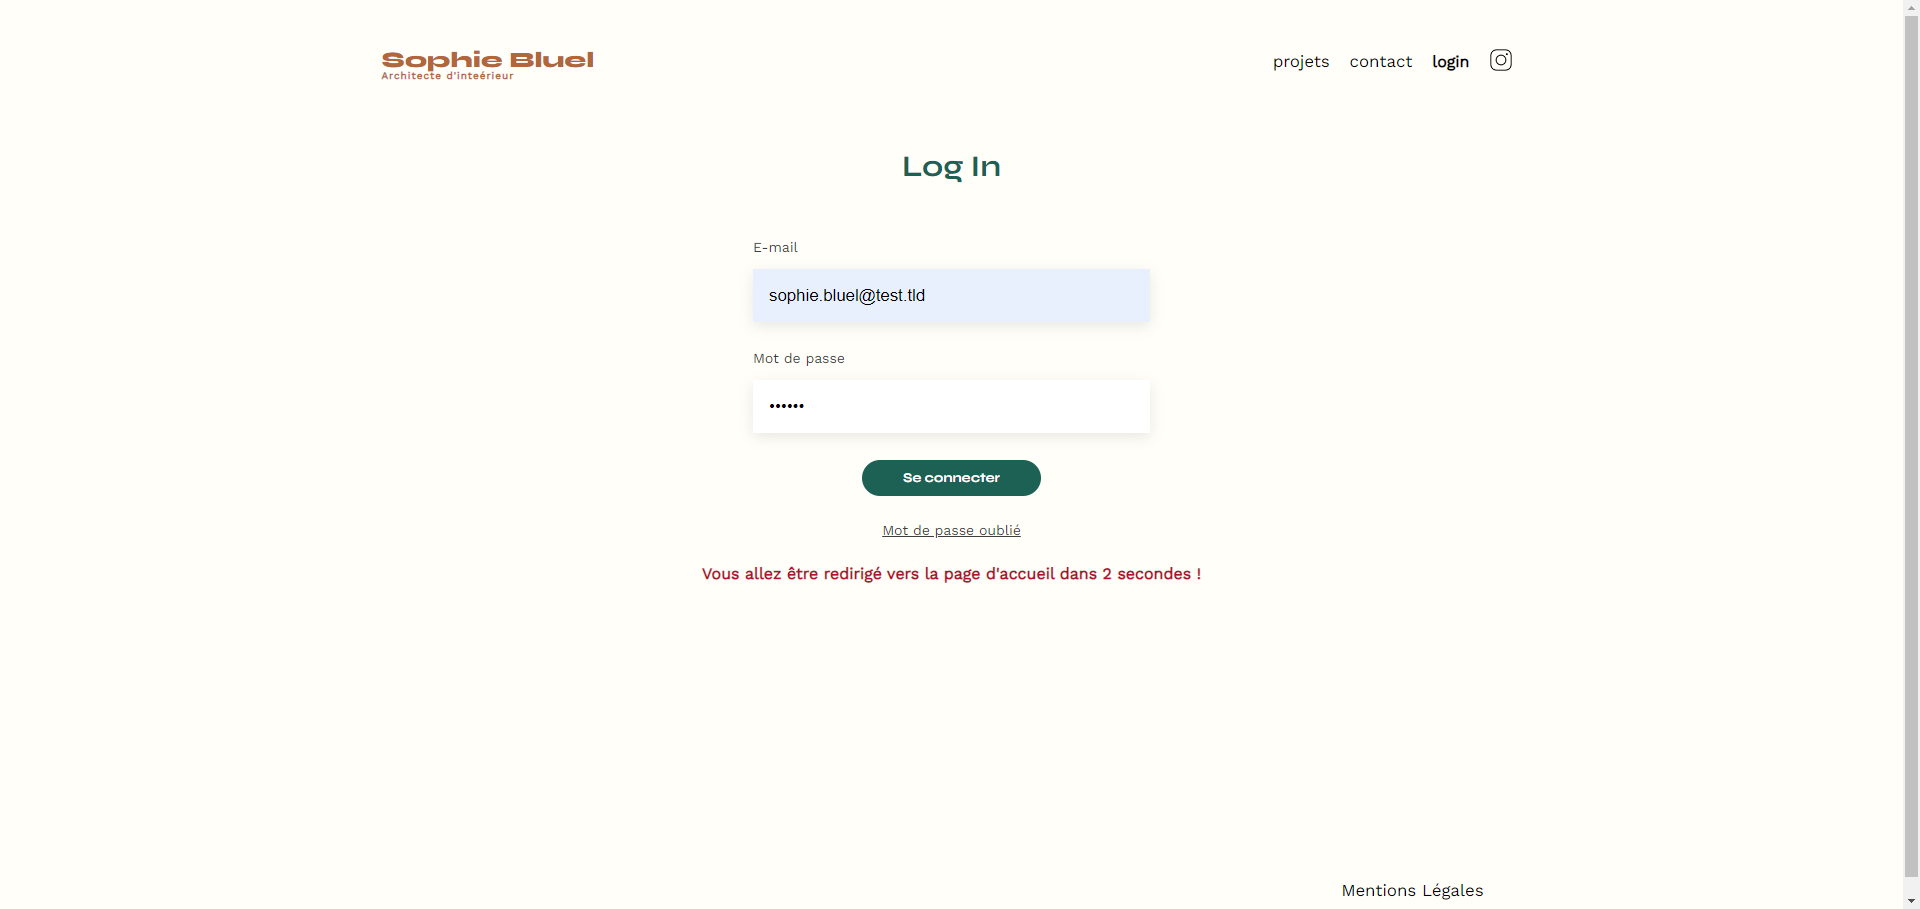 Sophie Bluel
Architecte d'inteérieur
projets contact login
Log In
E-mail
sophie.bluel@test.tld
Mot de passe
••••••
Se connecter
Mot de passe oublié
Vous allez être redirigé vers la page d'accueil dans 2 secondes !
Mentions Légales